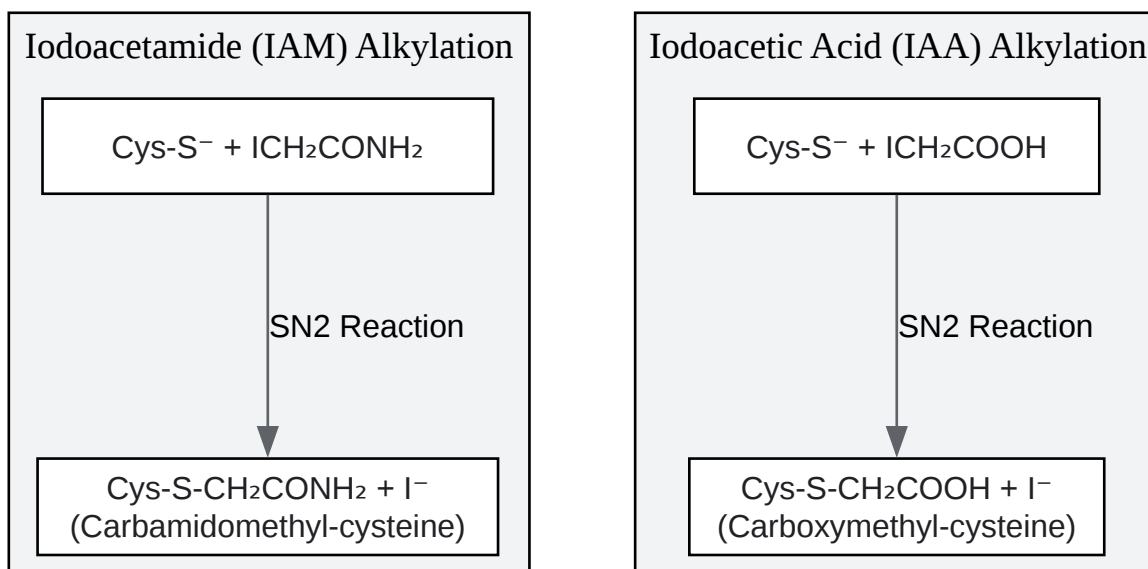 Iodoacetamide (IAM) Alkylation
Cys-S⁻ + ICH₂CONH₂
SN2 Reaction
Cys-S-CH₂CONH₂ + I⁻
(Carbamidomethyl-cysteine)
Iodoacetic Acid (IAA) Alkylation
Cys-S⁻ + ICH₂COOH
SN2 Reaction
Cys-S-CH₂COOH + I⁻
(Carboxymethyl-cysteine)